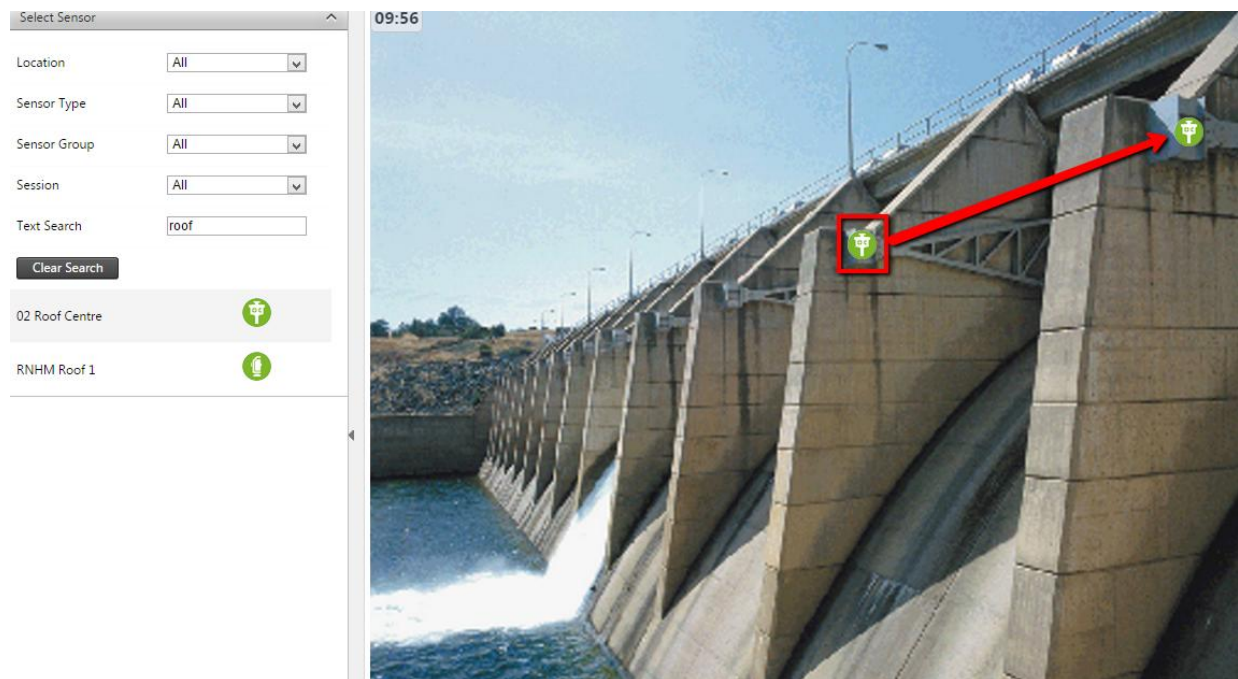 Select Sensor
09:56
Location All
Sensor Type All
Sensor Group All
Session All
Text Search roof
Clear Search
02 Roof Centre
RNHM Roof 1